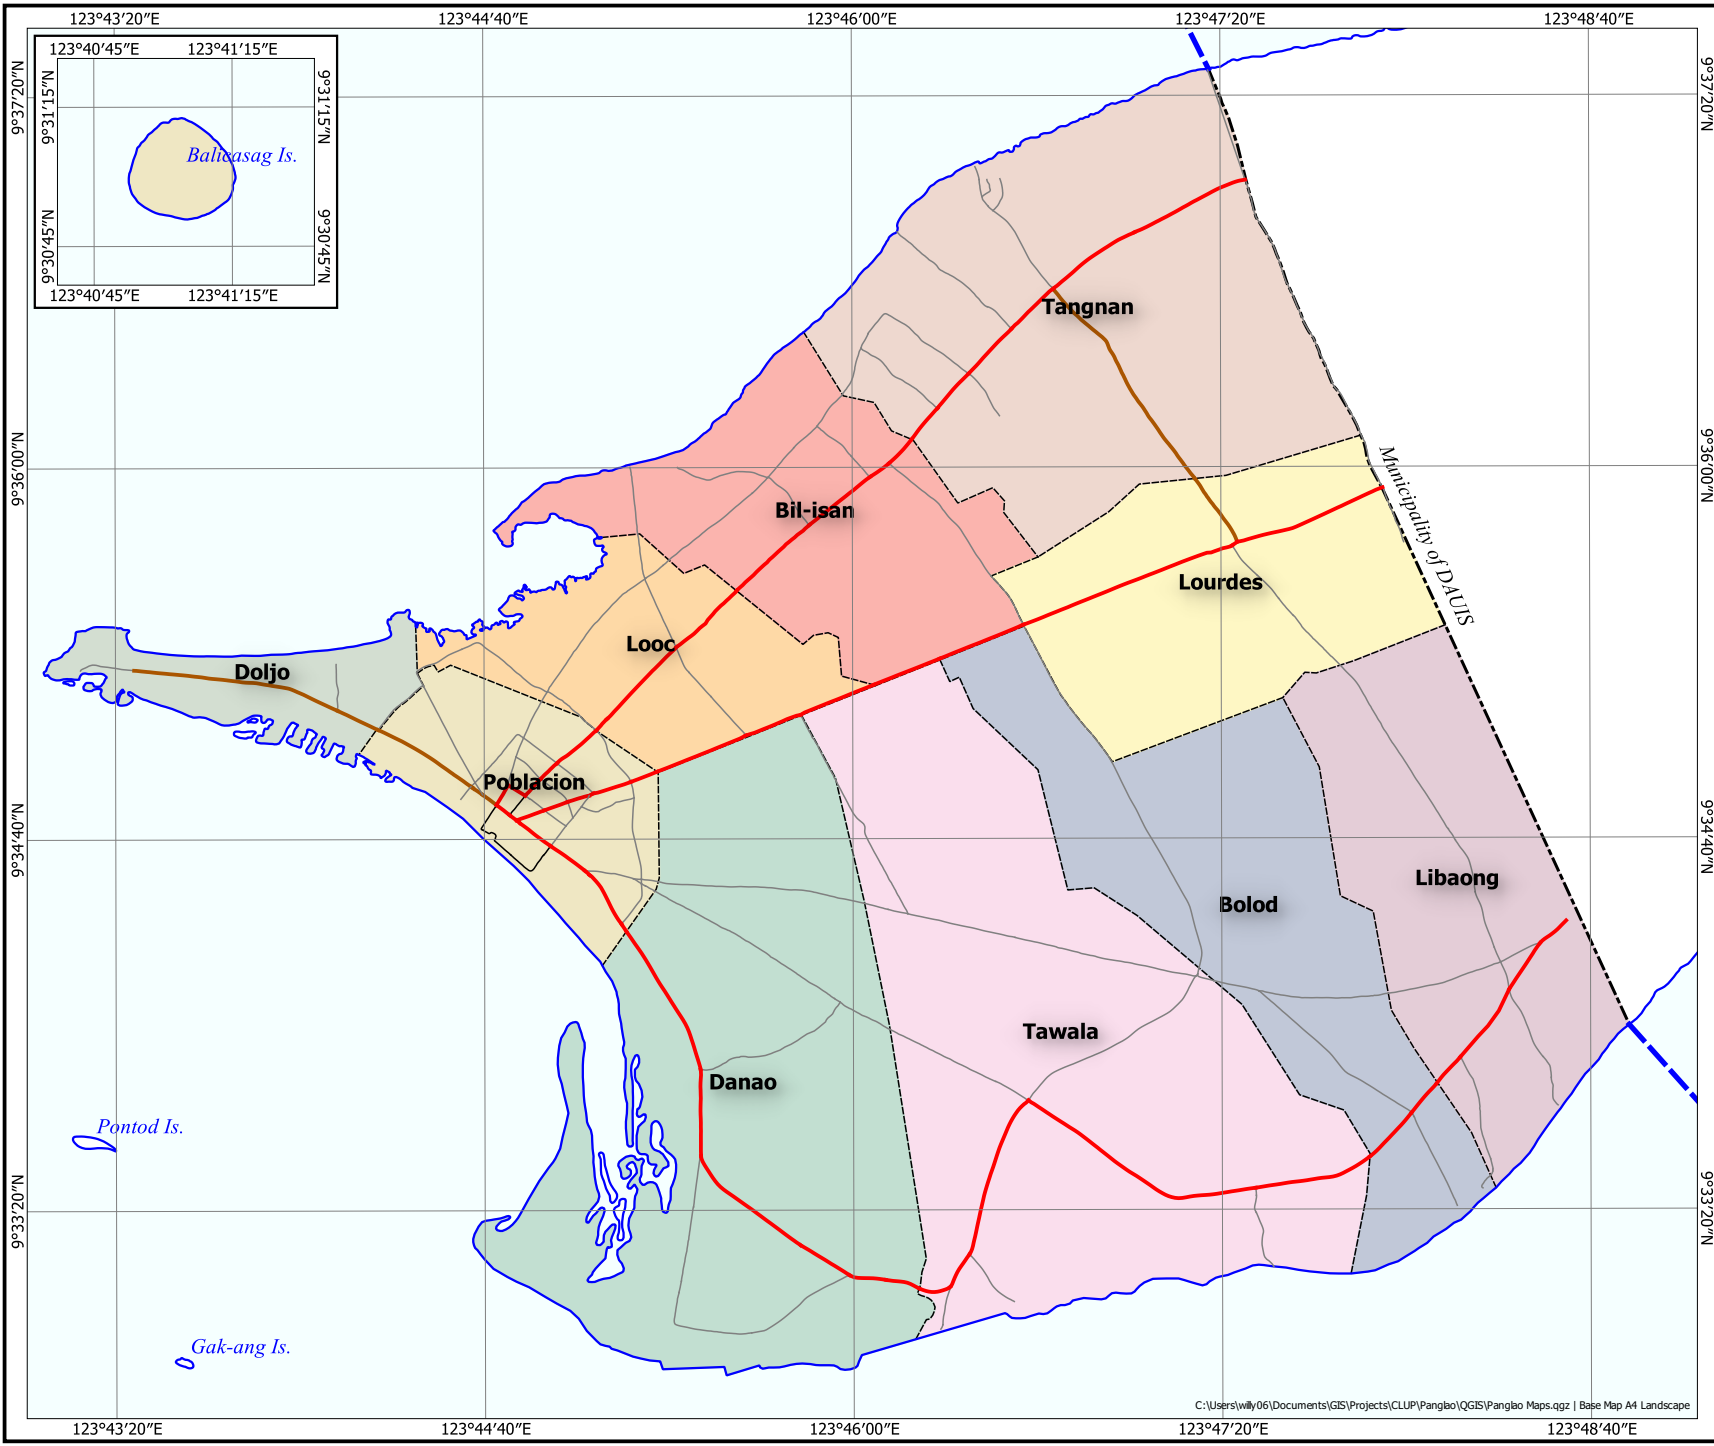 123°43’20”E 123°44’40”E 123°46’00”E 123°47’20”E 123°48’40”E
123°40’45”E 123°41’15”E
9°37’20”N 9°31’15”N 9°31’15”N 9°37’20”N
Balicasag Is.
9°30’45”N 9°30’45”N
123°40’45”E 123°41’15”E
Tangnan
9°36’00”N 9°36’00”N
Bil-isan
Municipality of DAUIS
Lourdes
Looc
Doljo
Poblacion
9°34’40”N 9°34’40”N
Libaong
Bolod
Tawala
Danao
Pontod Is.
9°33’20”N 9°33’20”N
Gak-ang Is.
C:\Users\willy06\Documents\GIS\Projects\CLUP\Panglao\QGIS\Panglao Maps.qgz | Base Map A4 Landscape
123°43’20”E 123°44’40”E 123°46’00”E 123°47’20”E 123°48’40”E